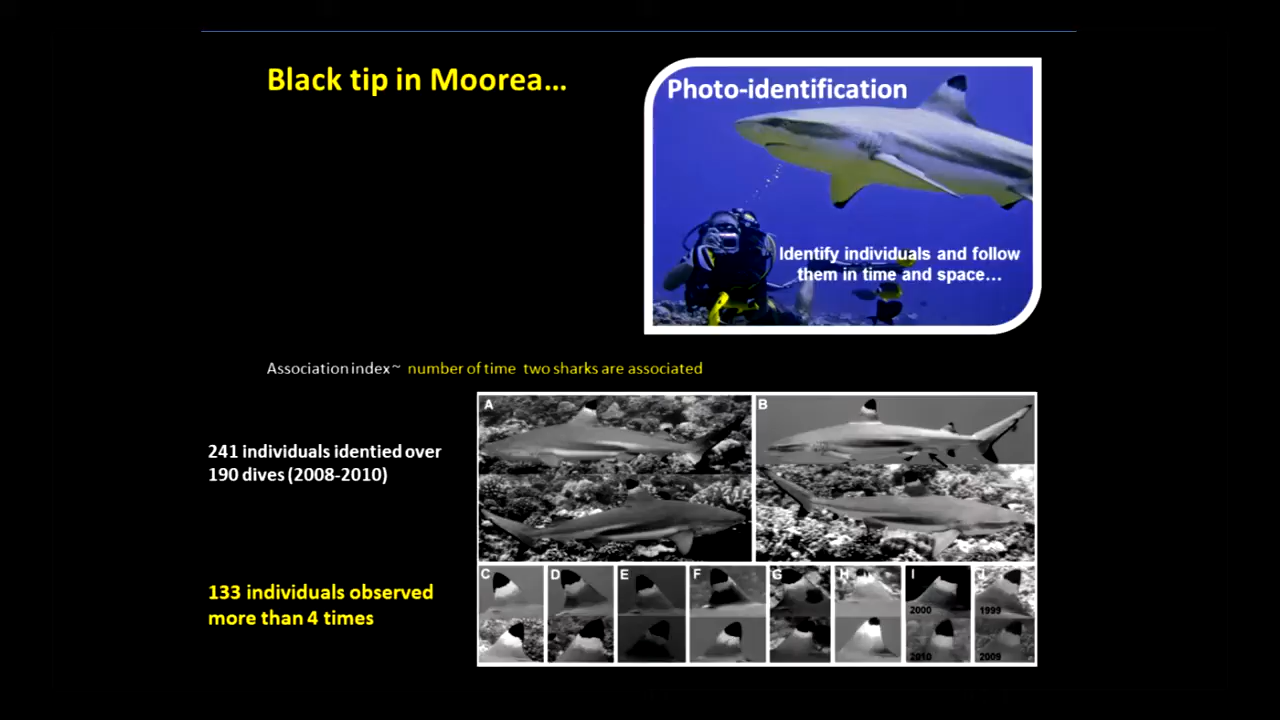 Black tip in Moorea...
Photo-identification
Identify individuals and follow
them in time and space...
Association index~ number of time two sharks are associated
A
B
241 individuals identied over
190 dives (2008-2010)
C
D
E
F
G
H
I
J
2000
1999
2010
2009
133 individuals observed
more than 4 times